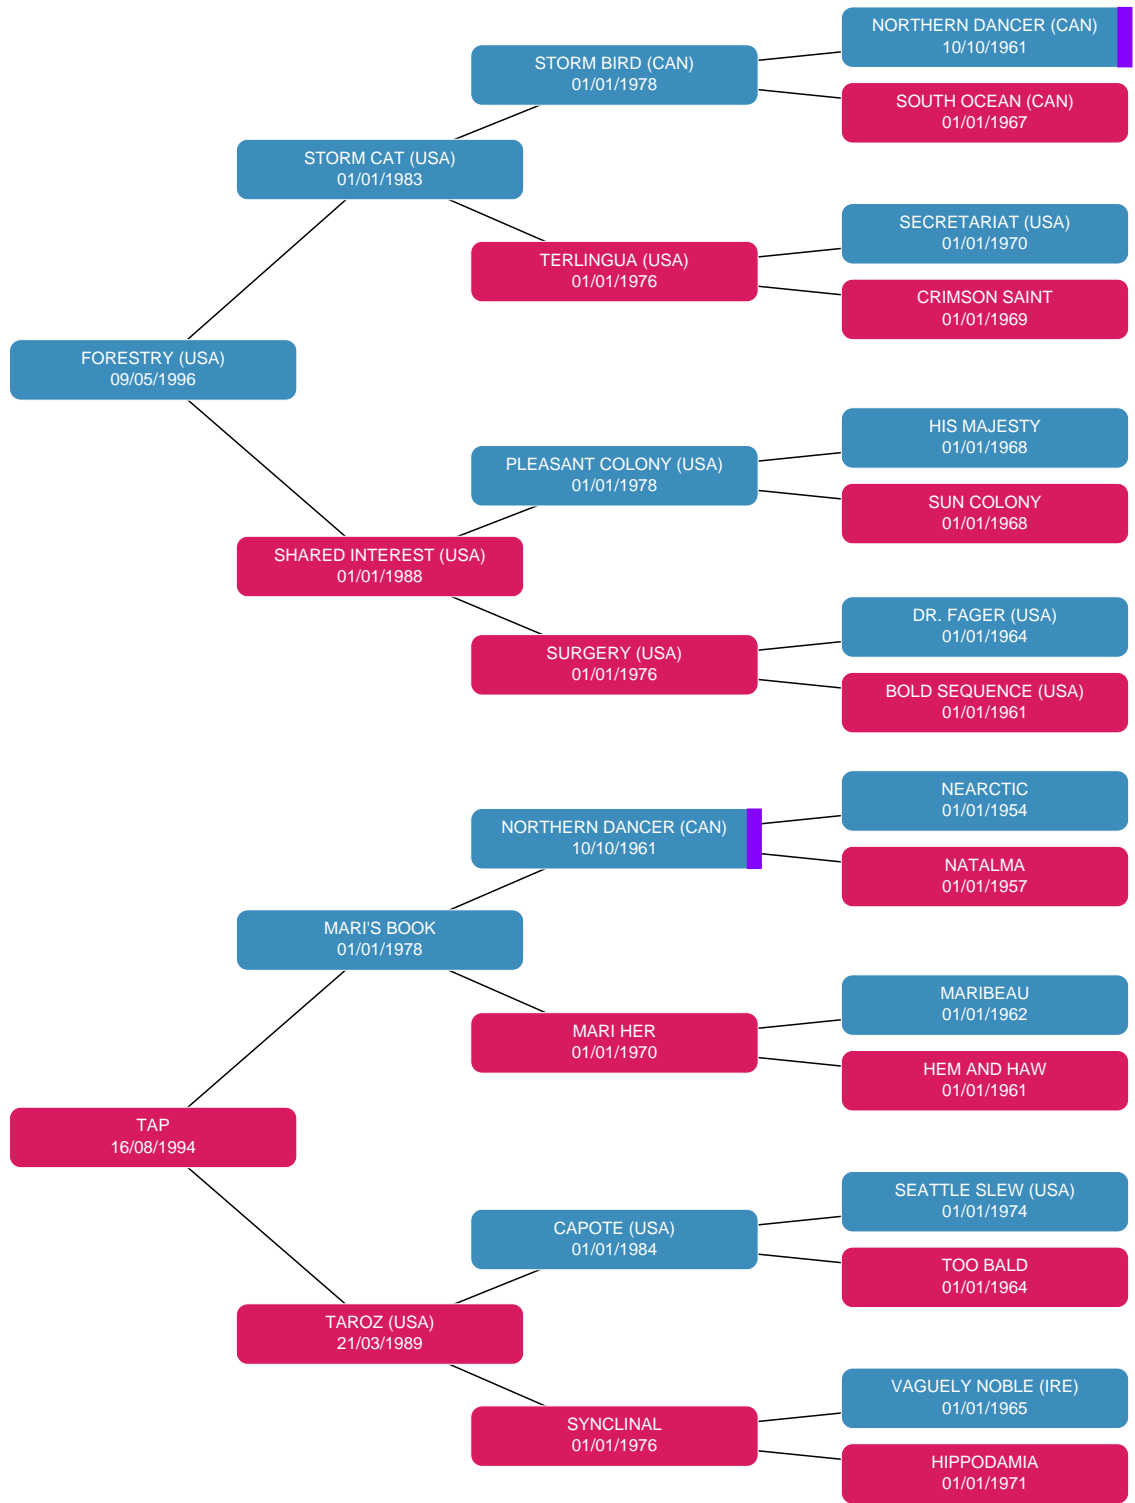 NORTHERN DANCER (CAN)
10/10/1961
STORM BIRD (CAN)
01/01/1978
SOUTH OCEAN (CAN)
01/01/1967
STORM CAT (USA)
01/01/1983
SECRETARIAT (USA)
01/01/1970
TERLINGUA (USA)
01/01/1976
CRIMSON SAINT
01/01/1969
FORESTRY (USA)
09/05/1996
HIS MAJESTY
01/01/1968
PLEASANT COLONY (USA)
01/01/1978
SUN COLONY
01/01/1968
SHARED INTEREST (USA)
01/01/1988
DR. FAGER (USA)
01/01/1964
SURGERY (USA)
01/01/1976
BOLD SEQUENCE (USA)
01/01/1961
NEARCTIC
01/01/1954
NORTHERN DANCER (CAN)
10/10/1961
NATALMA
01/01/1957
MARI'S BOOK
01/01/1978
MARIBEAU
01/01/1962
MARI HER
01/01/1970
HEM AND HAW
01/01/1961
TAP
16/08/1994
SEATTLE SLEW (USA)
01/01/1974
CAPOTE (USA)
01/01/1984
TOO BALD
01/01/1964
TAROZ (USA)
21/03/1989
VAGUELY NOBLE (IRE)
01/01/1965
SYNCLINAL
01/01/1976
HIPPODAMIA
01/01/1971